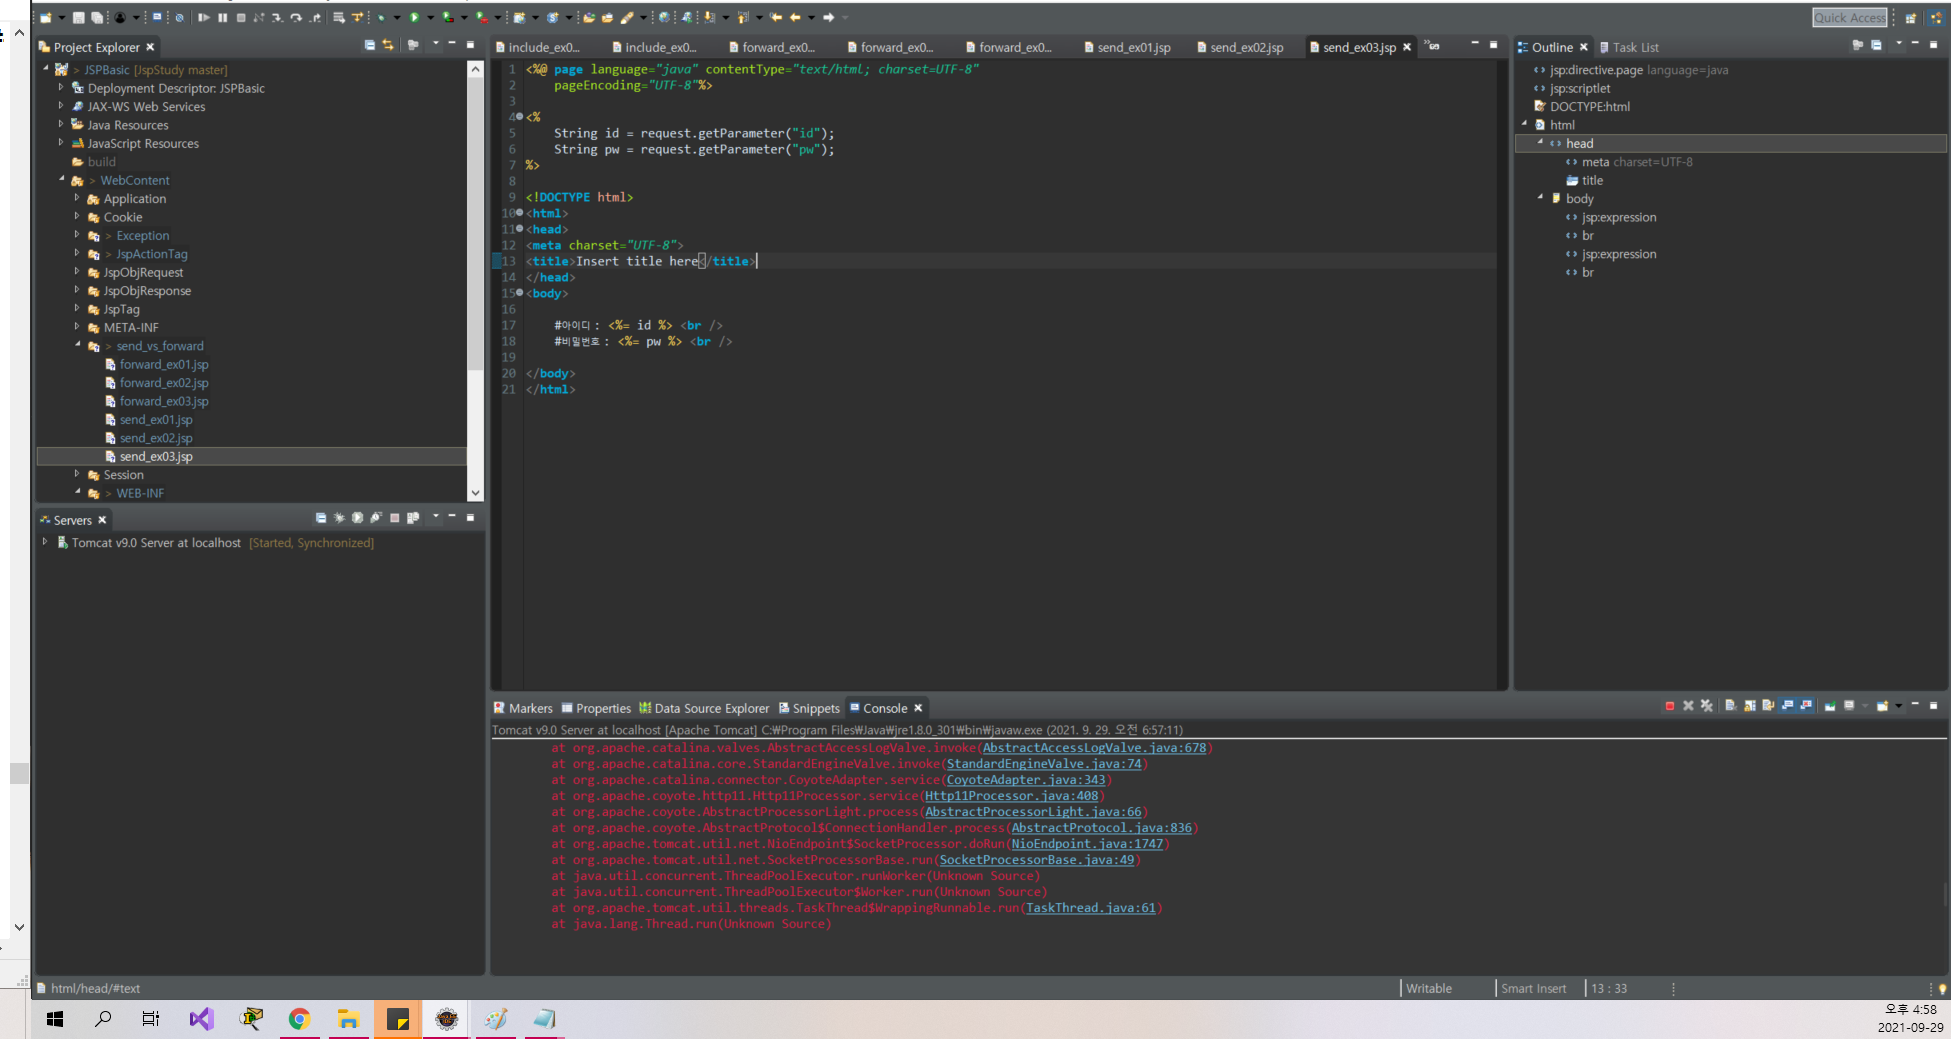 Quick Access
Project Explorer
> JSPBasic [JspStudy master]
Deployment Descriptor: JSPBasic
JAX-WS Web Services
Java Resources
JavaScript Resources
build
> WebContent
Application
Cookie
> Exception
> JspActionTag
JspObjRequest
JspObjResponse
JspTag
META-INF
> send_vs_forward
forward_ex01.jsp
forward_ex02.jsp
forward_ex03.jsp
send_ex01.jsp
send_ex02.jsp
send_ex03.jsp
Session
> WEB-INF
Servers
Tomcat v9.0 Server at localhost [Started, Synchronized]
include_ex0... include_ex0... forward_ex0... forward_ex0... forward_ex0... send_ex01.jsp send_ex02.jsp send_ex03.jsp
1 <%@ page language="java" contentType="text/html; charset=UTF-8"
2 pageEncoding="UTF-8"%>
3
4 <%
5 String id = request.getParameter("id");
6 String pw = request.getParameter("pw");
7 %>
8
9 <!DOCTYPE html>
10 <html>
11 <head>
12 <meta charset="UTF-8">
13 <title>Insert title here</title>
14 </head>
15 <body>
16
17 #아이디 : <%= id %> <br />
18 #비밀번호 : <%= pw %> <br />
19
20 </body>
21 </html>
Outline Task List
jsp:directive.page language=java
jsp:scriptlet
DOCTYPE:html
html
head
meta charset=UTF-8
title
body
jsp:expression
br
jsp:expression
br
Markers Properties Data Source Explorer Snippets Console
Tomcat v9.0 Server at localhost [Apache Tomcat] C:₩Program Files₩Java₩jre1.8.0_301₩bin₩javaw.exe (2021. 9. 29. 오전 6:57:11)
at org.apache.catalina.valves.AbstractAccessLogValve.invoke(AbstractAccessLogValve.java:678)
at org.apache.catalina.core.StandardEngineValve.invoke(StandardEngineValve.java:74)
at org.apache.catalina.connector.CoyoteAdapter.service(CoyoteAdapter.java:343)
at org.apache.coyote.http11.Http11Processor.service(Http11Processor.java:408)
at org.apache.coyote.AbstractProcessorLight.process(AbstractProcessorLight.java:66)
at org.apache.coyote.AbstractProtocol$ConnectionHandler.process(AbstractProtocol.java:836)
at org.apache.tomcat.util.net.NioEndpoint$SocketProcessor.doRun(NioEndpoint.java:1747)
at org.apache.tomcat.util.net.SocketProcessorBase.run(SocketProcessorBase.java:49)
at java.util.concurrent.ThreadPoolExecutor.runWorker(Unknown Source)
at java.util.concurrent.ThreadPoolExecutor$Worker.run(Unknown Source)
at org.apache.tomcat.util.threads.TaskThread$WrappingRunnable.run(TaskThread.java:61)
at java.lang.Thread.run(Unknown Source)
html/head/#text
Writable
Smart Insert
13 : 33
오후 4:58
2021-09-29